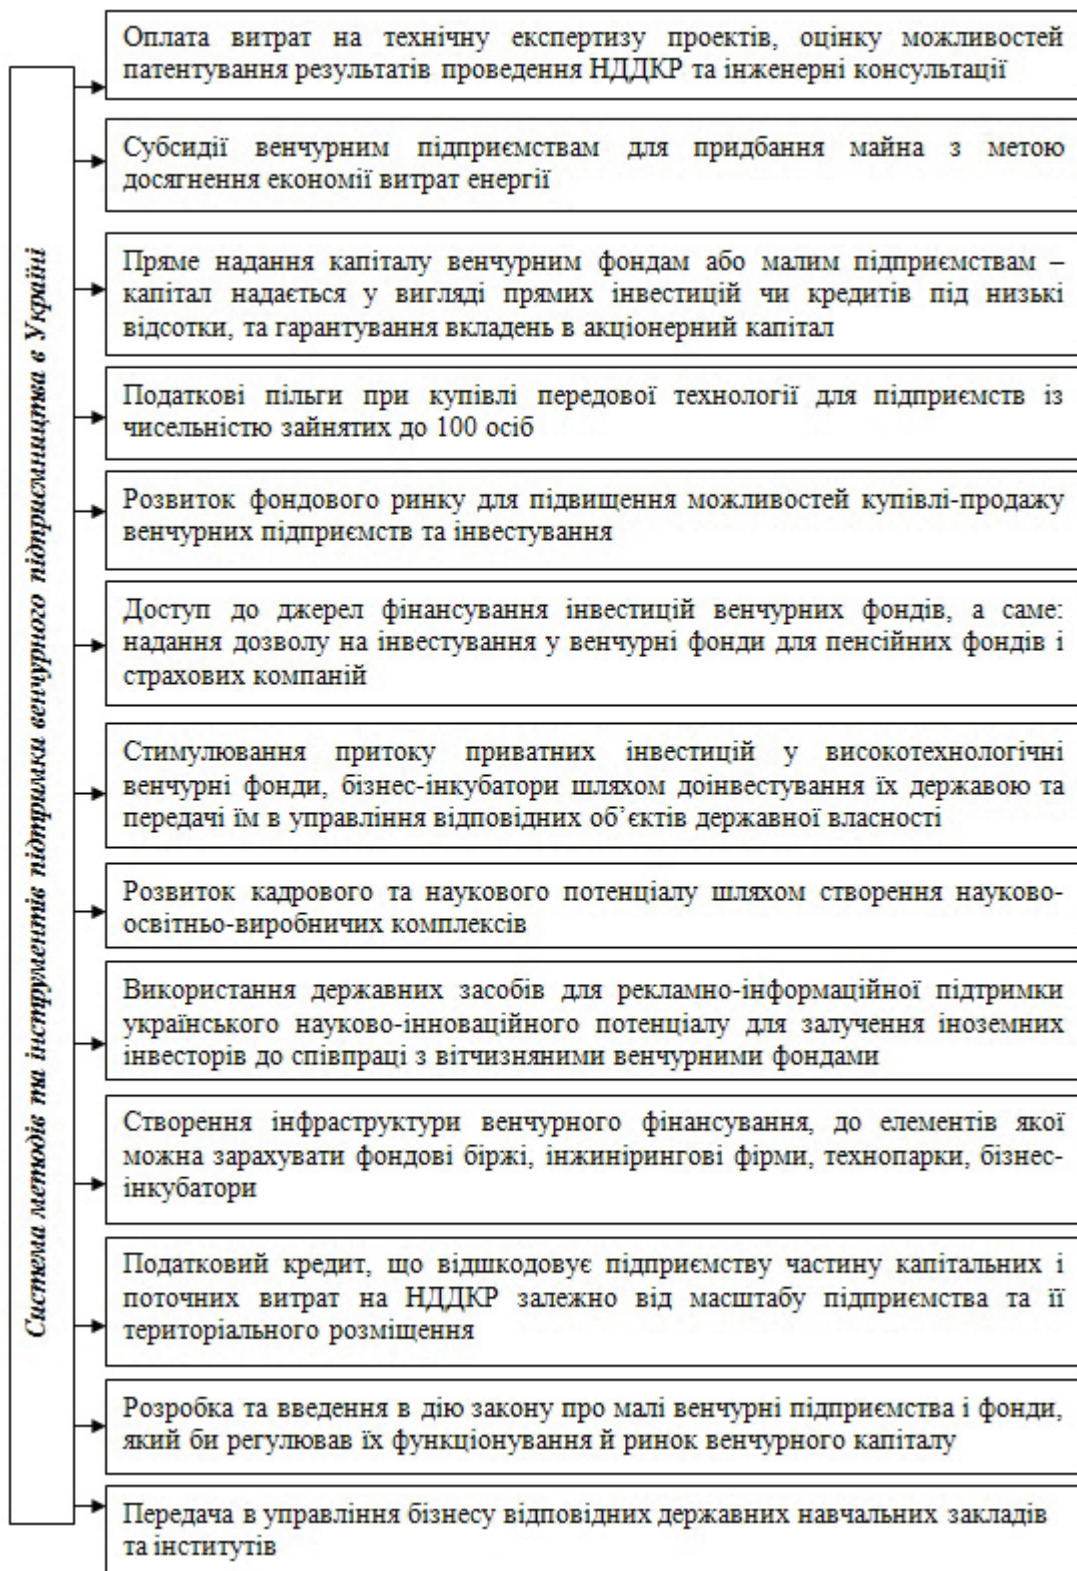 Система методів та інструментів підтримки венчурного підприємництва в Україні
Оплата витрат на технічну експертизу проектів, оцінку можливостей
патентування результатів проведення НДДКР та інженерні консультації
Субсидії венчурним підприємствам для придбання майна з метою
досягнення економії витрат енергії
Пряме надання капіталу венчурним фондам або малим підприємствам –
капітал надається у вигляді прямих інвестицій чи кредитів під низькі
відсотки, та гарантування вкладень в акціонерний капітал
Податкові пільги при купівлі передової технології для підприємств із
чисельністю зайнятих до 100 осіб
Розвиток фондового ринку для підвищення можливостей купівлі-продажу
венчурних підприємств та інвестування
Доступ до джерел фінансування інвестицій венчурних фондів, а саме:
надання дозволу на інвестування у венчурні фонди для пенсійних фондів і
страхових компаній
Стимулювання притоку приватних інвестицій у високотехнологічні
венчурні фонди, бізнес-інкубатори шляхом доінвестування їх державою та
передачі їм в управління відповідних об’єктів державної власності
Розвиток кадрового та наукового потенціалу шляхом створення науково-
освітньо-виробничих комплексів
Використання державних засобів для рекламно-інформаційної підтримки
українського науково-інноваційного потенціалу для залучення іноземних
інвесторів до співпраці з вітчизняними венчурними фондами
Створення інфраструктури венчурного фінансування, до елементів якої
можна зарахувати фондові біржі, інжинірингові фірми, технопарки, бізнес-
інкубатори
Податковий кредит, що відшкодовує підприємству частину капітальних і
поточних витрат на НДДКР залежно від масштабу підприємства та її
територіального розміщення
Розробка та введення в дію закону про малі венчурні підприємства і фонди,
який би регулював їх функціонування й ринок венчурного капіталу
Передача в управління бізнесу відповідних державних навчальних закладів
та інститутів